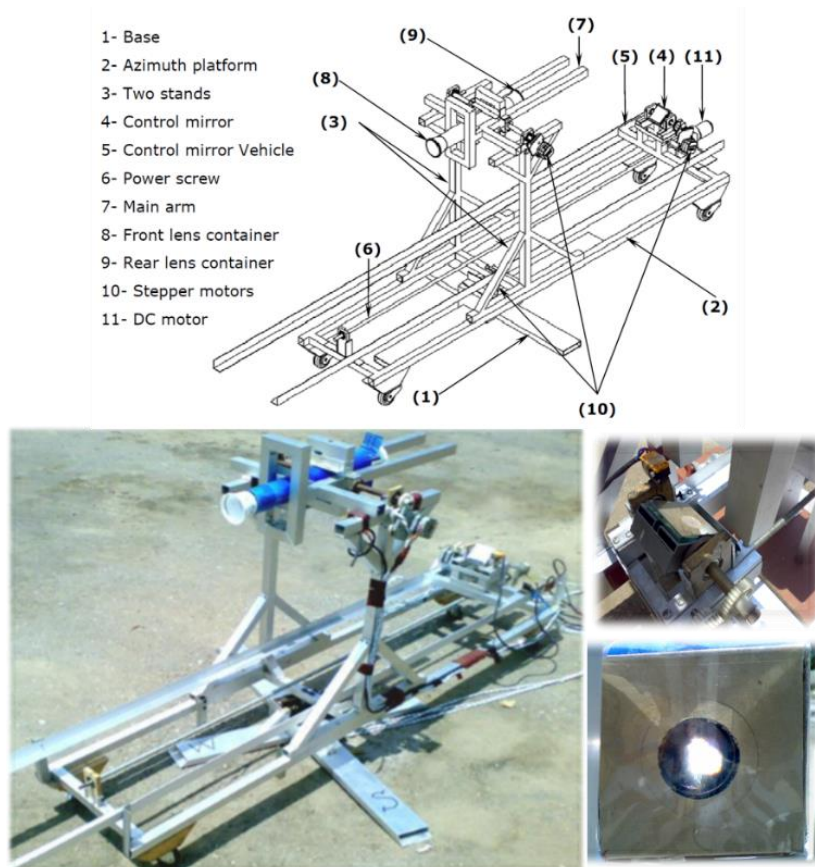 1- Base
2- Azimuth platform
3- Two stands
4- Control mirror
5- Control mirror Vehicle
6- Power screw
7- Main arm
8- Front lens container
9- Rear lens container
10- Stepper motors
11- DC motor
(9)
(7)
(8)
(5)
(4)
(11)
(3)
(6)
(2)
(1)
(10)